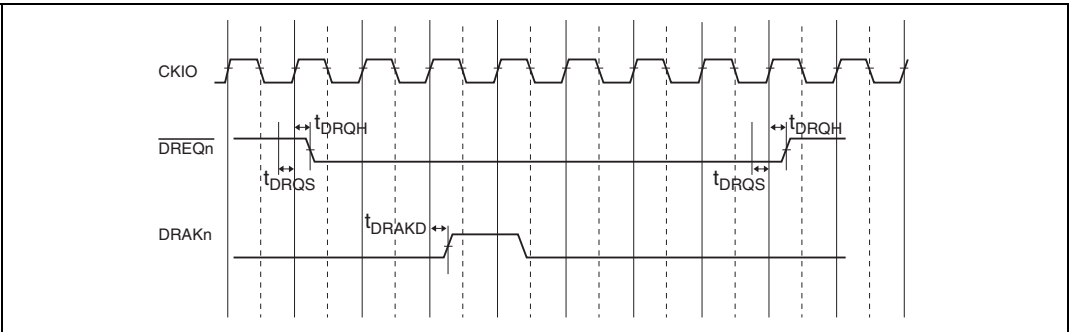 CKIO
tDRQH
tDRQH
DREQn
tDRQS
tDRQS
tDRAKD
DRAKn